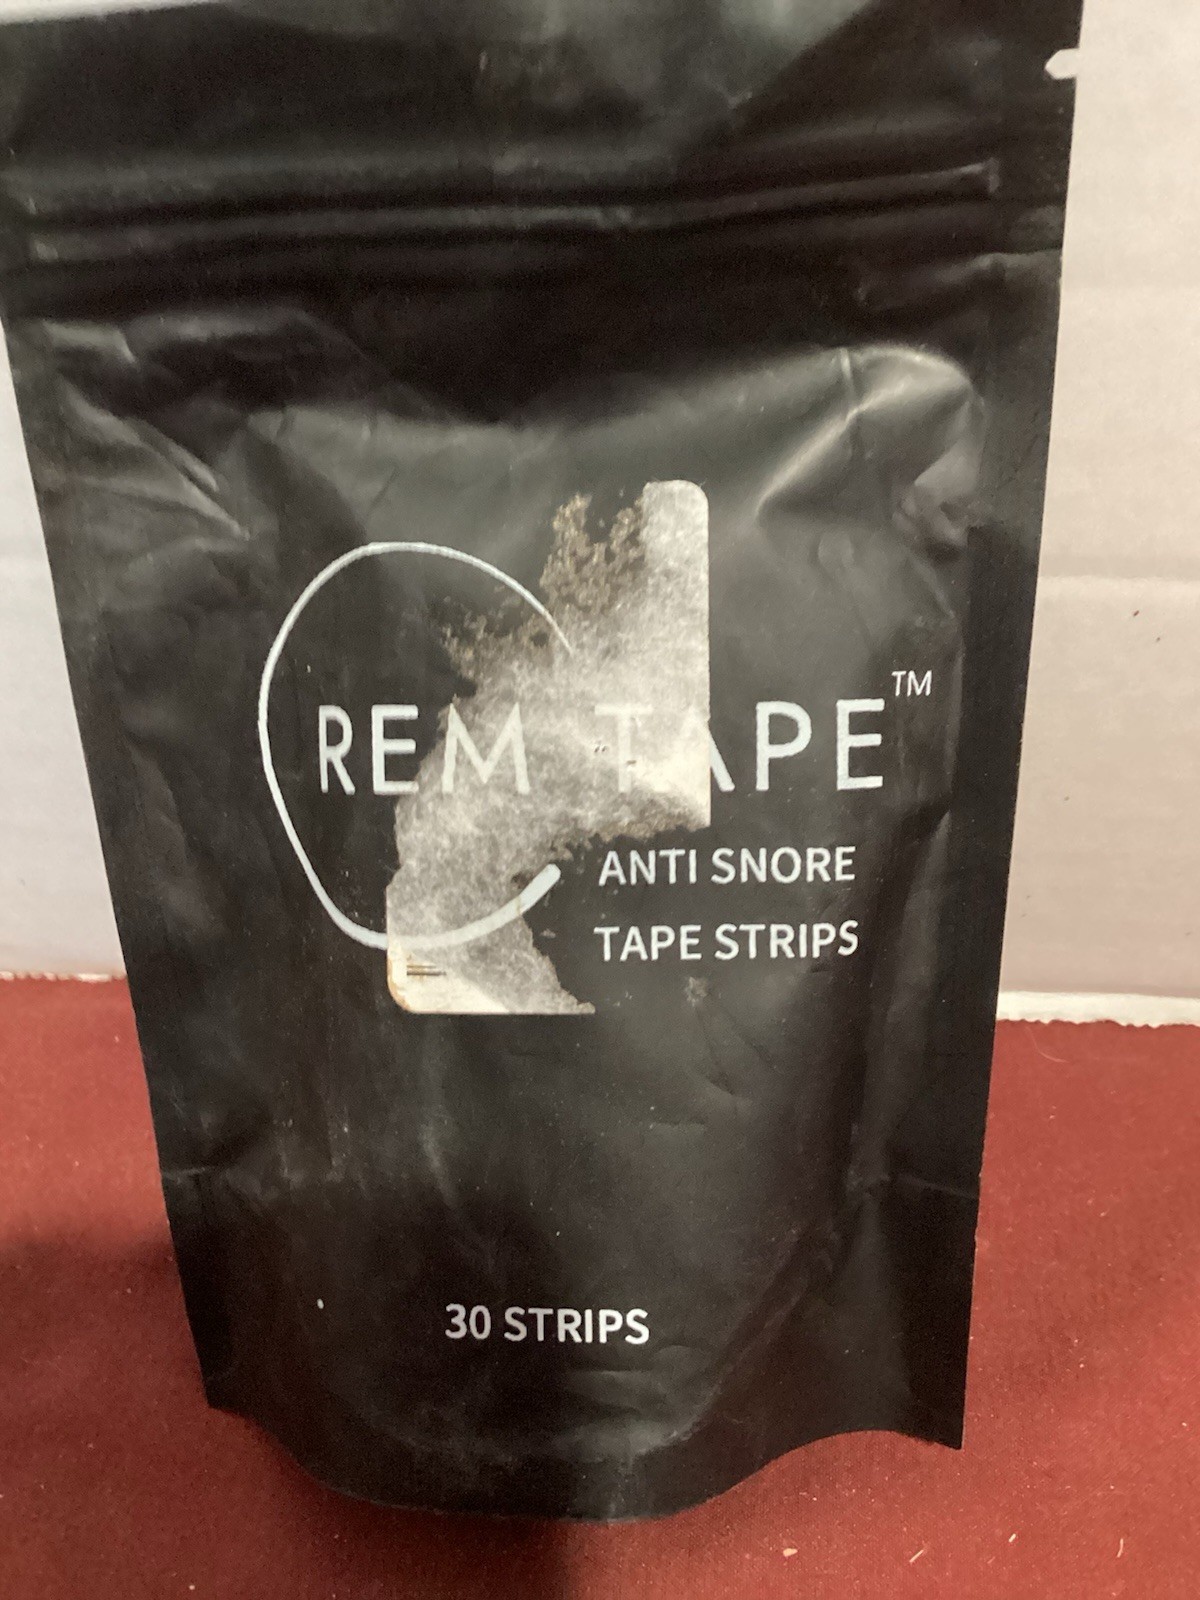 REM TAPE™
ANTI SNORE
TAPE STRIPS
30 STRIPS